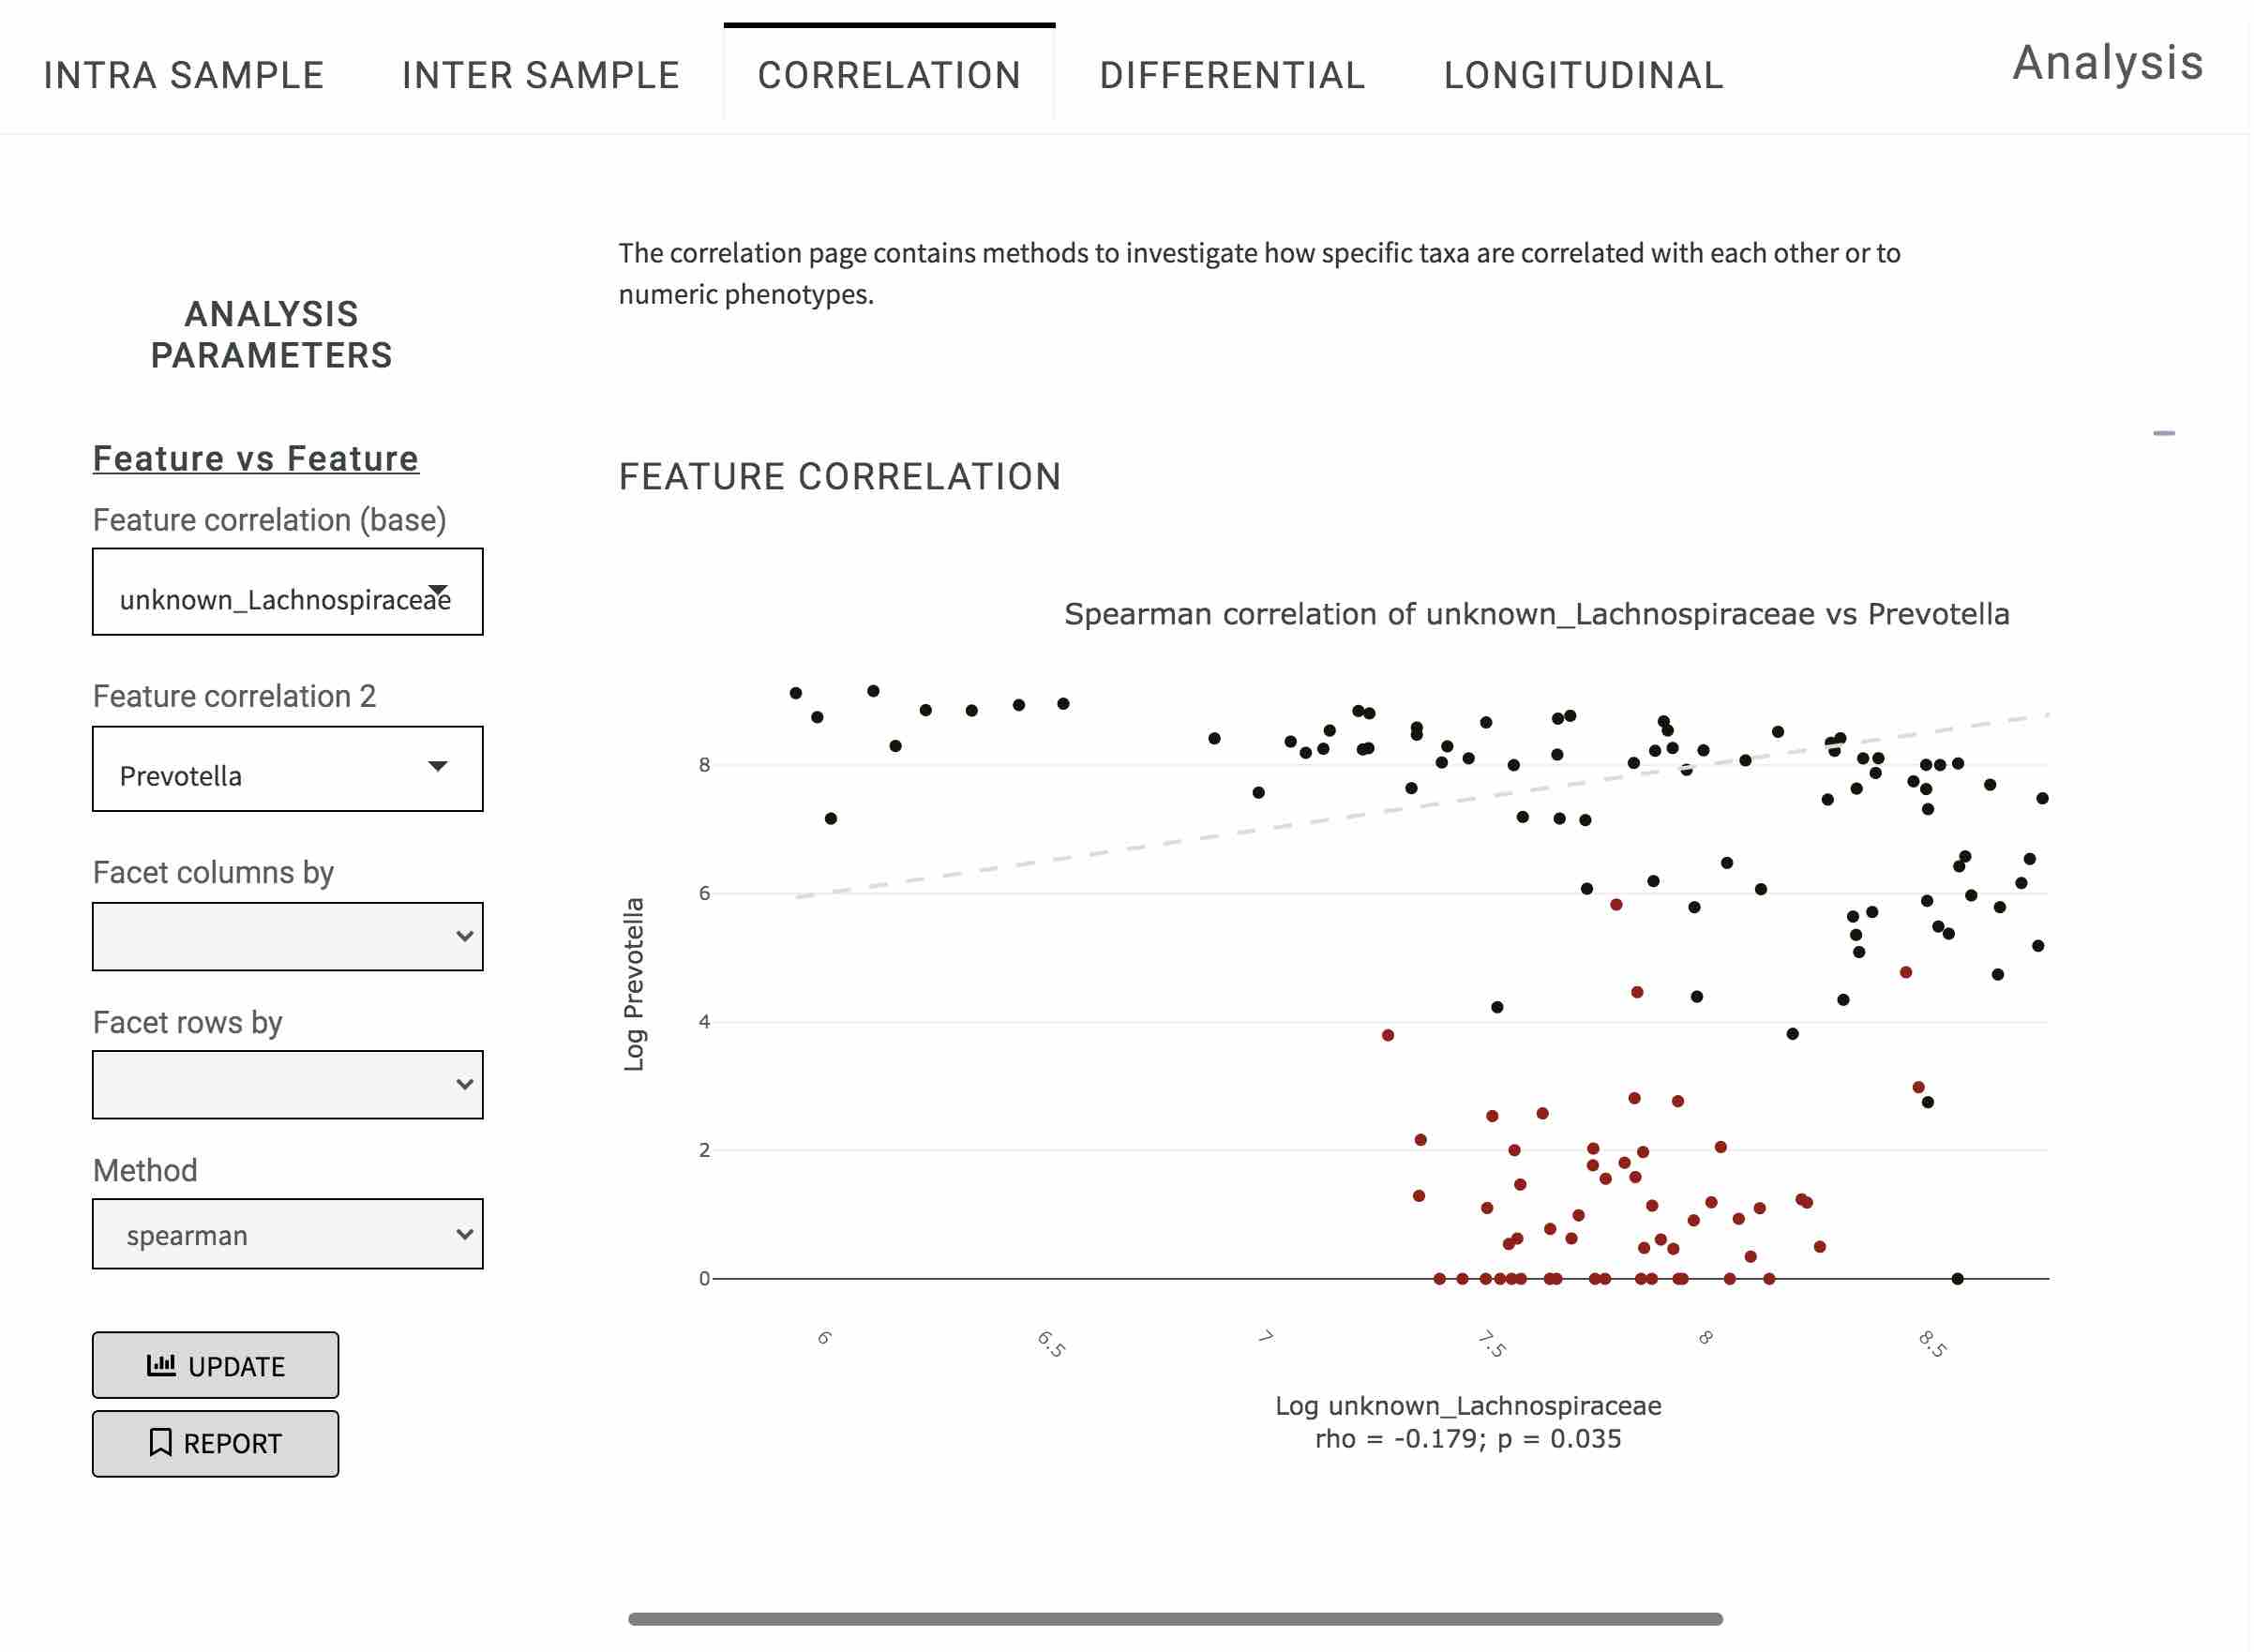 INTRA SAMPLE
INTER SAMPLE
CORRELATION
DIFFERENTIAL
LONGITUDINAL
Analysis
The correlation page contains methods to investigate how specific taxa are correlated with each other or to
numeric phenotypes.
ANALYSIS
PARAMETERS
Feature vs Feature
Feature correlation (base)
unknown_Lachnospiraceae
Feature correlation 2
Prevotella
Facet columns by
Facet rows by
Method
spearman
UPDATE
REPORT
FEATURE CORRELATION
Spearman correlation of unknown_Lachnospiraceae vs Prevotella
Log Prevotella
8
6
4
2
0
6
6.5
7
7.5
8
8.5
Log unknown_Lachnospiraceae
rho = -0.179; p = 0.035